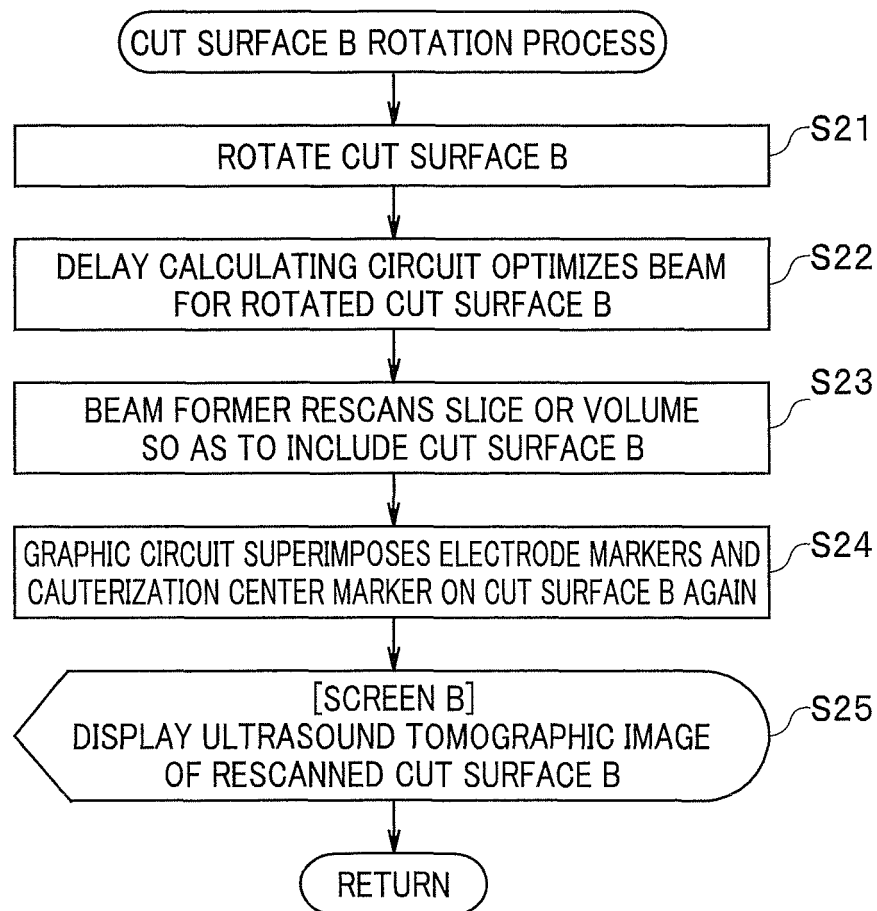 CUT SURFACE B ROTATION PROCESS
S21
ROTATE CUT SURFACE B
S22
DELAY CALCULATING CIRCUIT OPTIMIZES BEAM
FOR ROTATED CUT SURFACE B
S23
BEAM FORMER RESCANS SLICE OR VOLUME
SO AS TO INCLUDE CUT SURFACE B
S24
GRAPHIC CIRCUIT SUPERIMPOSES ELECTRODE MARKERS AND
CAUTERIZATION CENTER MARKER ON CUT SURFACE B AGAIN
S25
[SCREEN B]
DISPLAY ULTRASOUND TOMOGRAPHIC IMAGE
OF RESCANNED CUT SURFACE B
RETURN